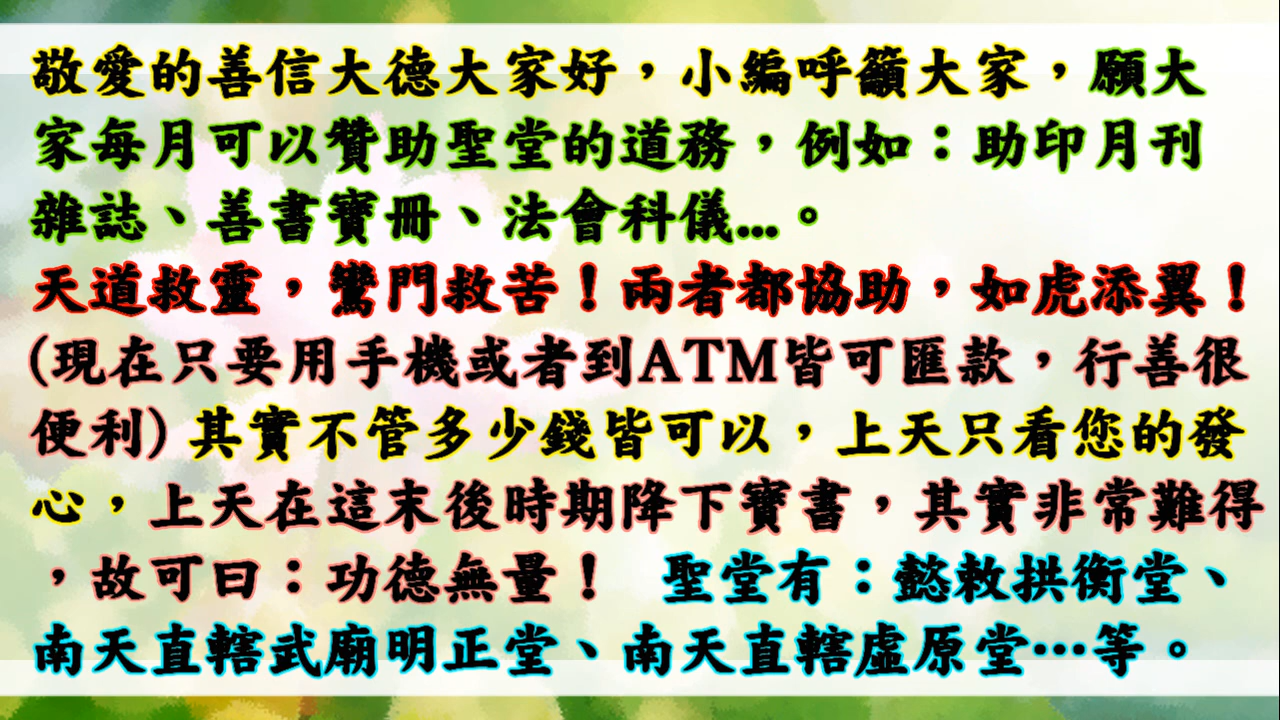 敬愛的善信大德大家好，小編呼籲大家，願大
家每月可以贊助聖堂的道務，例如：助印月刊
雜誌、善書寶冊、法會科儀...。
天道救靈，鸞門救苦！兩者都協助，如虎添翼！
(現在只要用手機或者到ATM皆可匯款，行善很
便利) 其實不管多少錢皆可以，上天只看您的發
心，上天在這末後時期降下寶書，其實非常難得
，故可曰：功德無量！ 聖堂有：懿敕拱衡堂、
南天直轄武廟明正堂、南天直轄虛原堂…等。